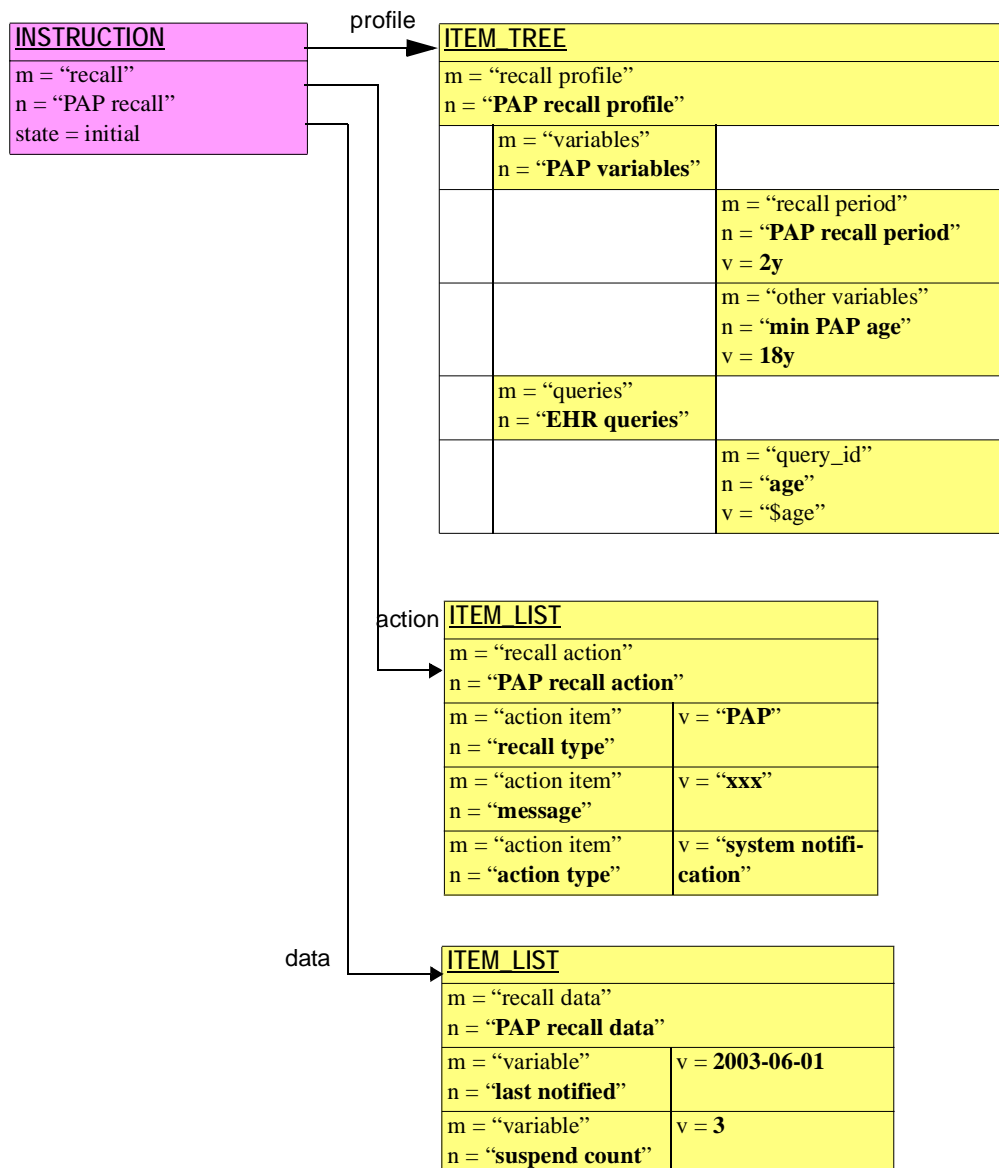 profile
INSTRUCTION
m = “recall”
n = “PAP recall”
state = initial
ITEM_TREE
m = “recall profile”
n = “PAP recall profile”
m = “variables”
n = “PAP variables”
m = “recall period”
n = “PAP recall period”
v = 2y
m = “other variables”
n = “min PAP age”
v = 18y
m = “queries”
n = “EHR queries”
m = “query_id”
n = “age”
v = “$age”
action
ITEM_LIST
m = “recall action”
n = “PAP recall action”
m = “action item”
n = “recall type”
v = “PAP”
m = “action item”
n = “message”
v = “xxx”
m = “action item”
n = “action type”
v = “system notifi-
cation”
data
ITEM_LIST
m = “recall data”
n = “PAP recall data”
m = “variable”
n = “last notified”
v = 2003-06-01
m = “variable”
n = “suspend count”
v = 3